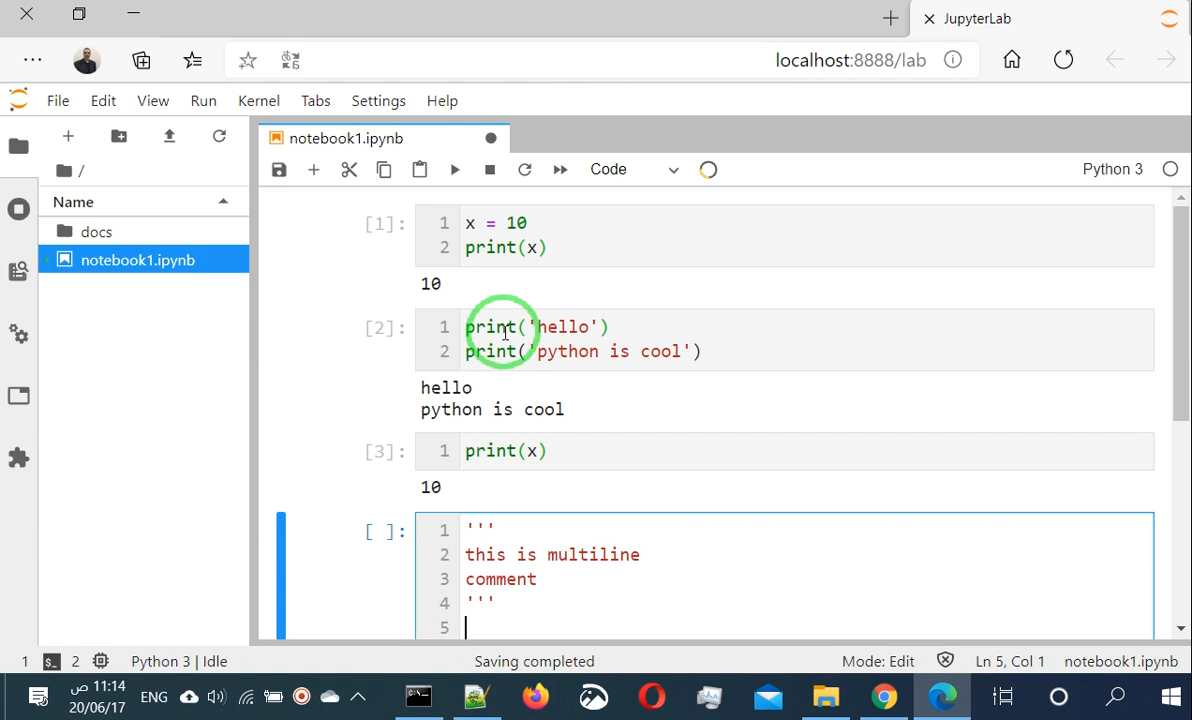 JupyterLab
localhost:8888/lab
File Edit View Run Kernel Tabs Settings Help
notebook1.ipynb
/
Code
Python 3
Name
docs
notebook1.ipynb
[1]:
1 x = 10
2 print(x)
10
[2]:
1 print('hello')
2 print('python is cool')
hello
python is cool
[3]:
1 print(x)
10
[ ]:
1 '''
2 this is multiline
3 comment
4 '''
5
1 $_ 2 Python 3 | Idle Saving completed Mode: Edit Ln 5, Col 1 notebook1.ipynb
11:14 ص
ENG
20/06/17